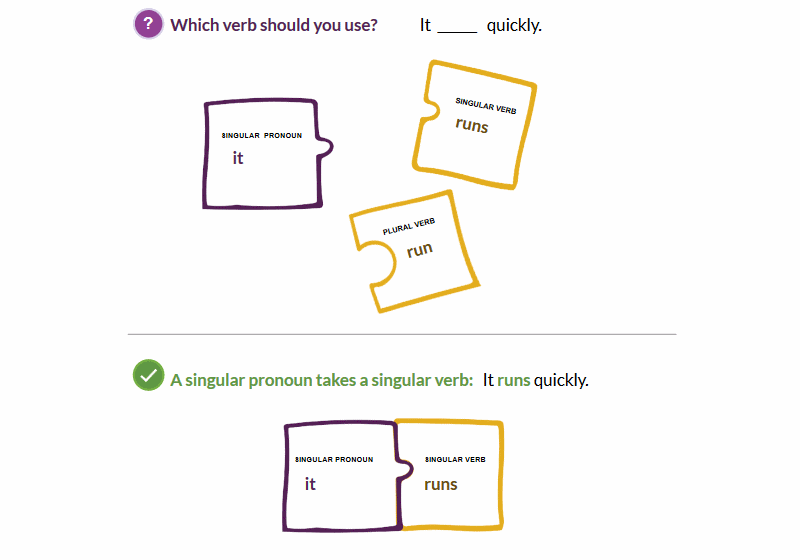 ?
Which verb should you use? It _____ quickly.
SINGULAR VERB
runs
SINGULAR PRONOUN
it
PLURAL VERB
run
A singular pronoun takes a singular verb: It runs quickly.
SINGULAR PRONOUN
it
SINGULAR VERB
runs